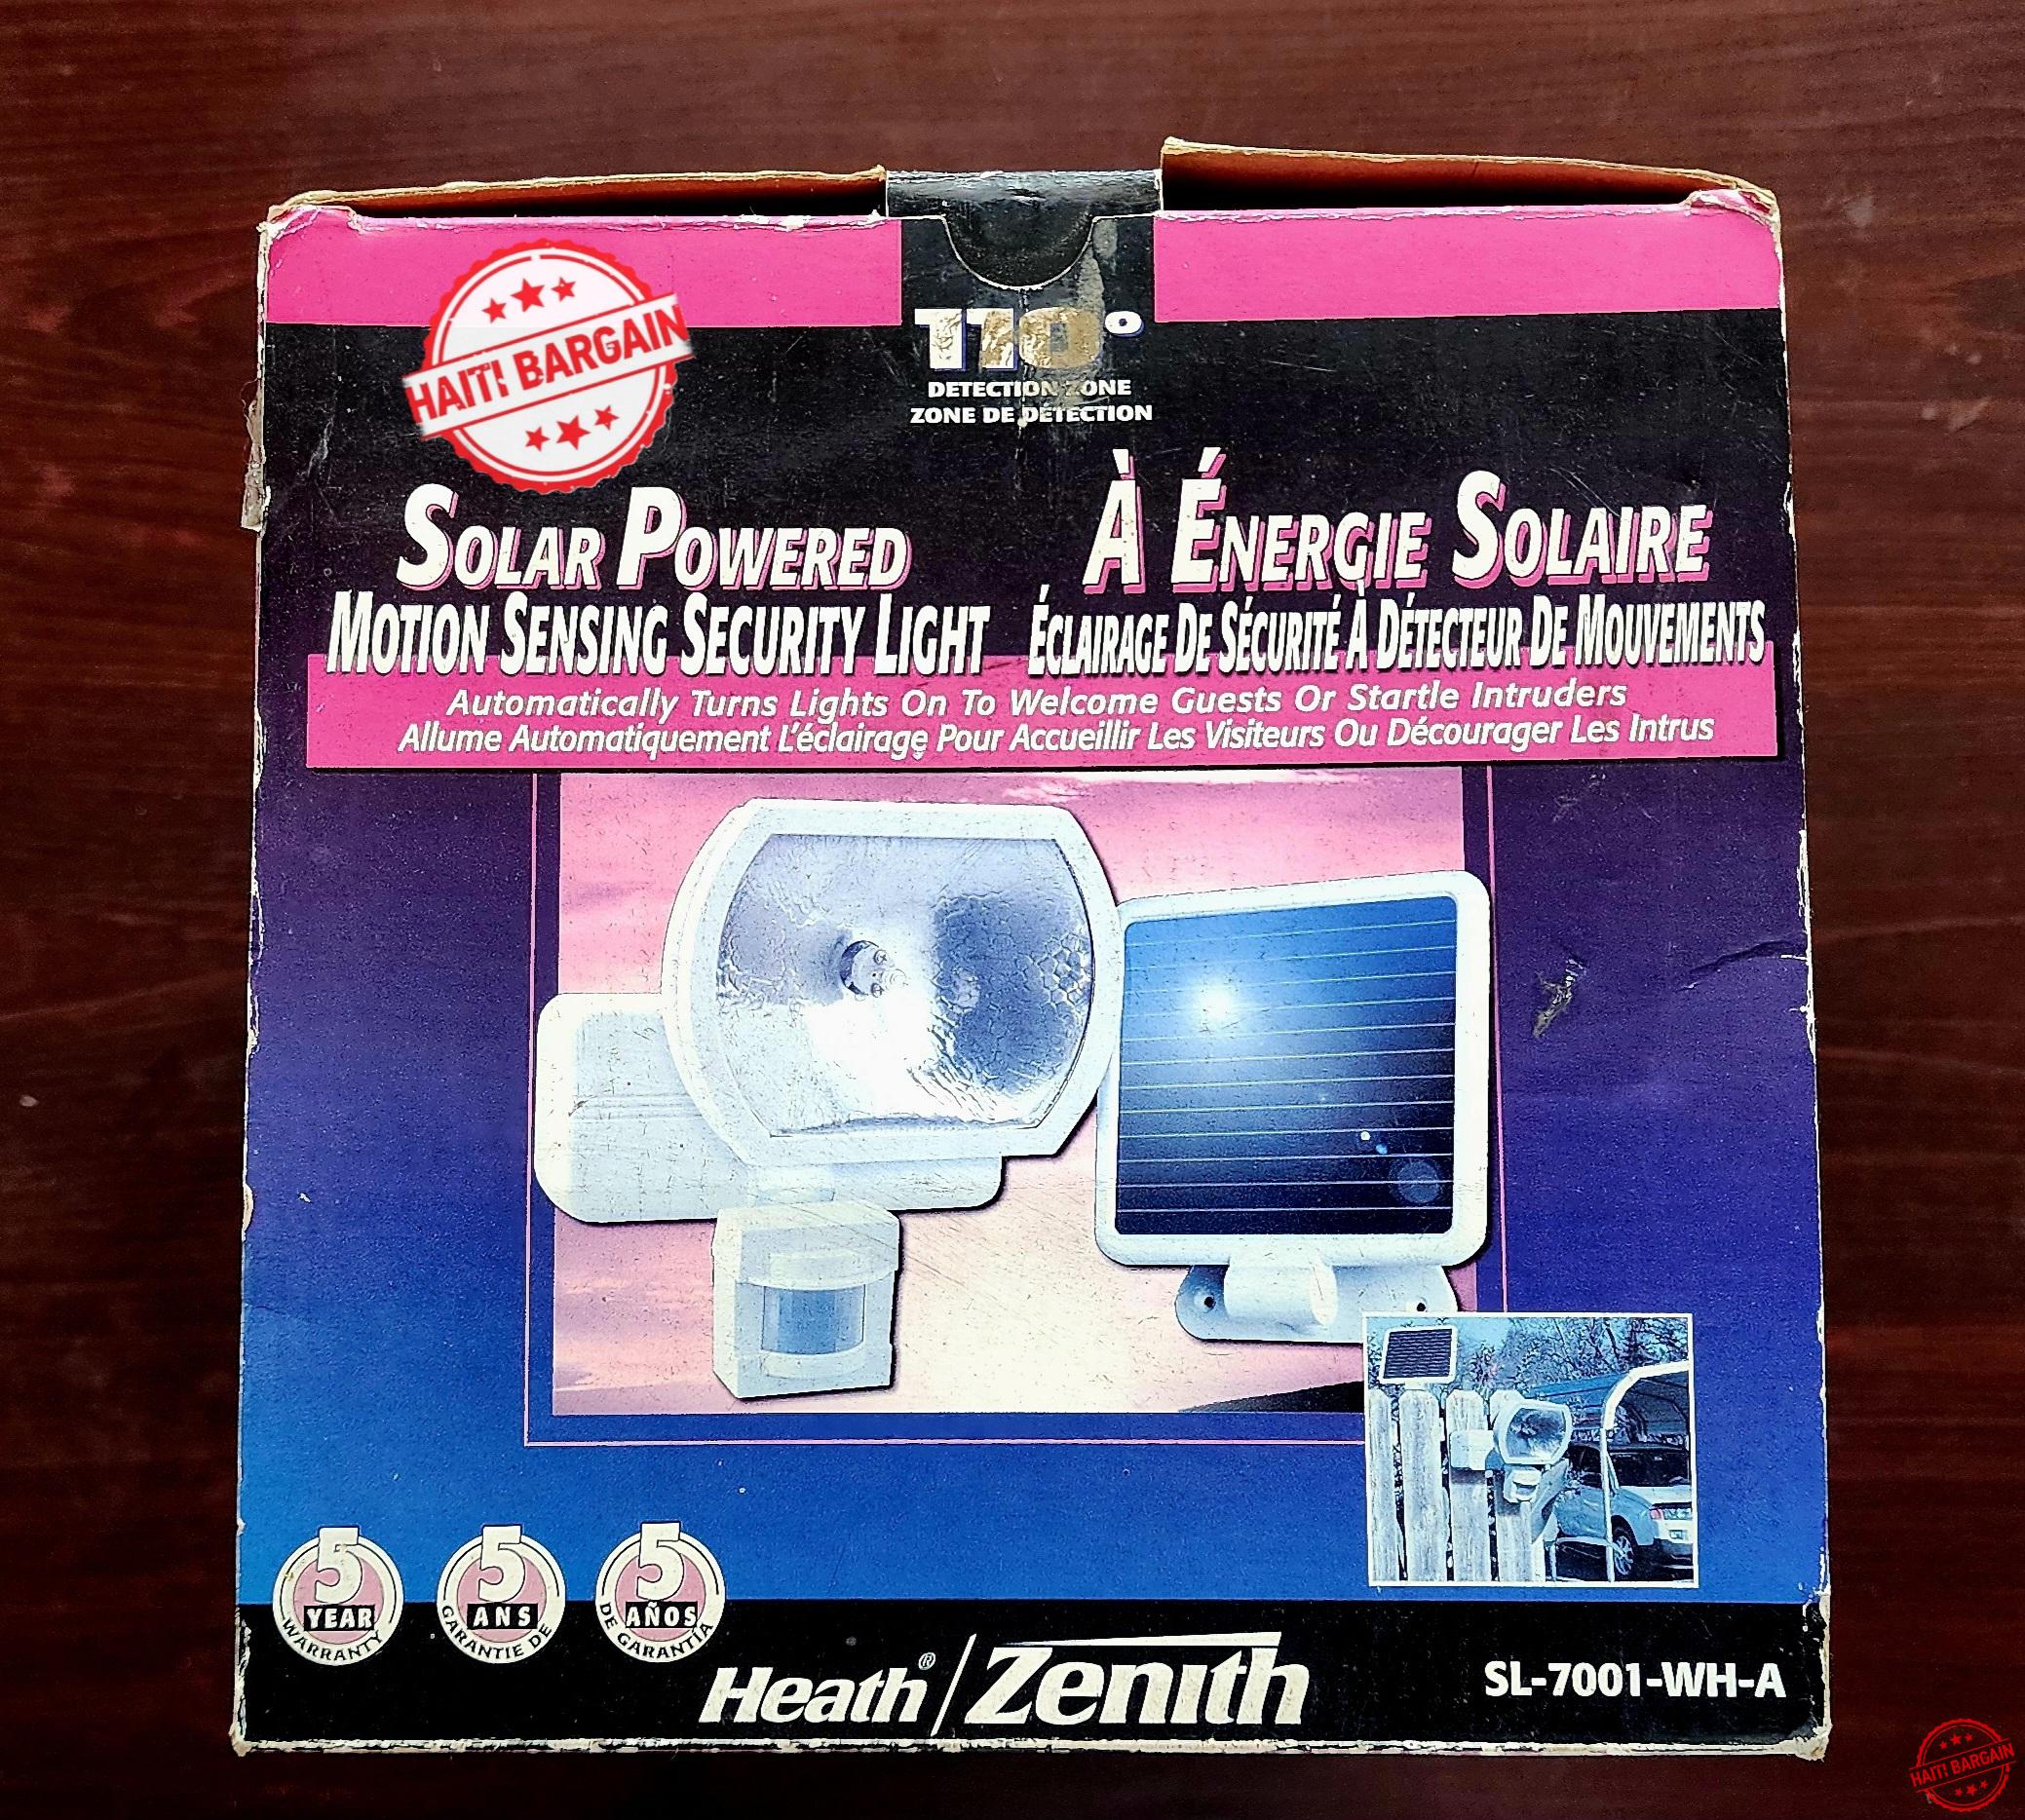 HAITI BARGAIN
110°
DETECTION ZONE
ZONE DE DÉTECTION
SOLAR POWERED
MOTION SENSING SECURITY LIGHT
À ÉNERGIE SOLAIRE
ÉCLAIRAGE DE SÉCURITÉ À DÉTECTEUR DE MOUVEMENTS
Automatically Turns Lights On To Welcome Guests Or Startle Intruders
Allume Automatiquement L'éclairage Pour Accueillir Les Visiteurs Ou Décourager Les Intrus
5
YEAR
WARRANTY
5
ANS
GARANTIE DE
5
AÑOS
DE GARANTÍA
Heath®/Zenith
SL-7001-WH-A
HAITI BARGAIN